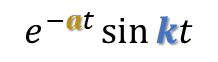 e^{-at} sin kt